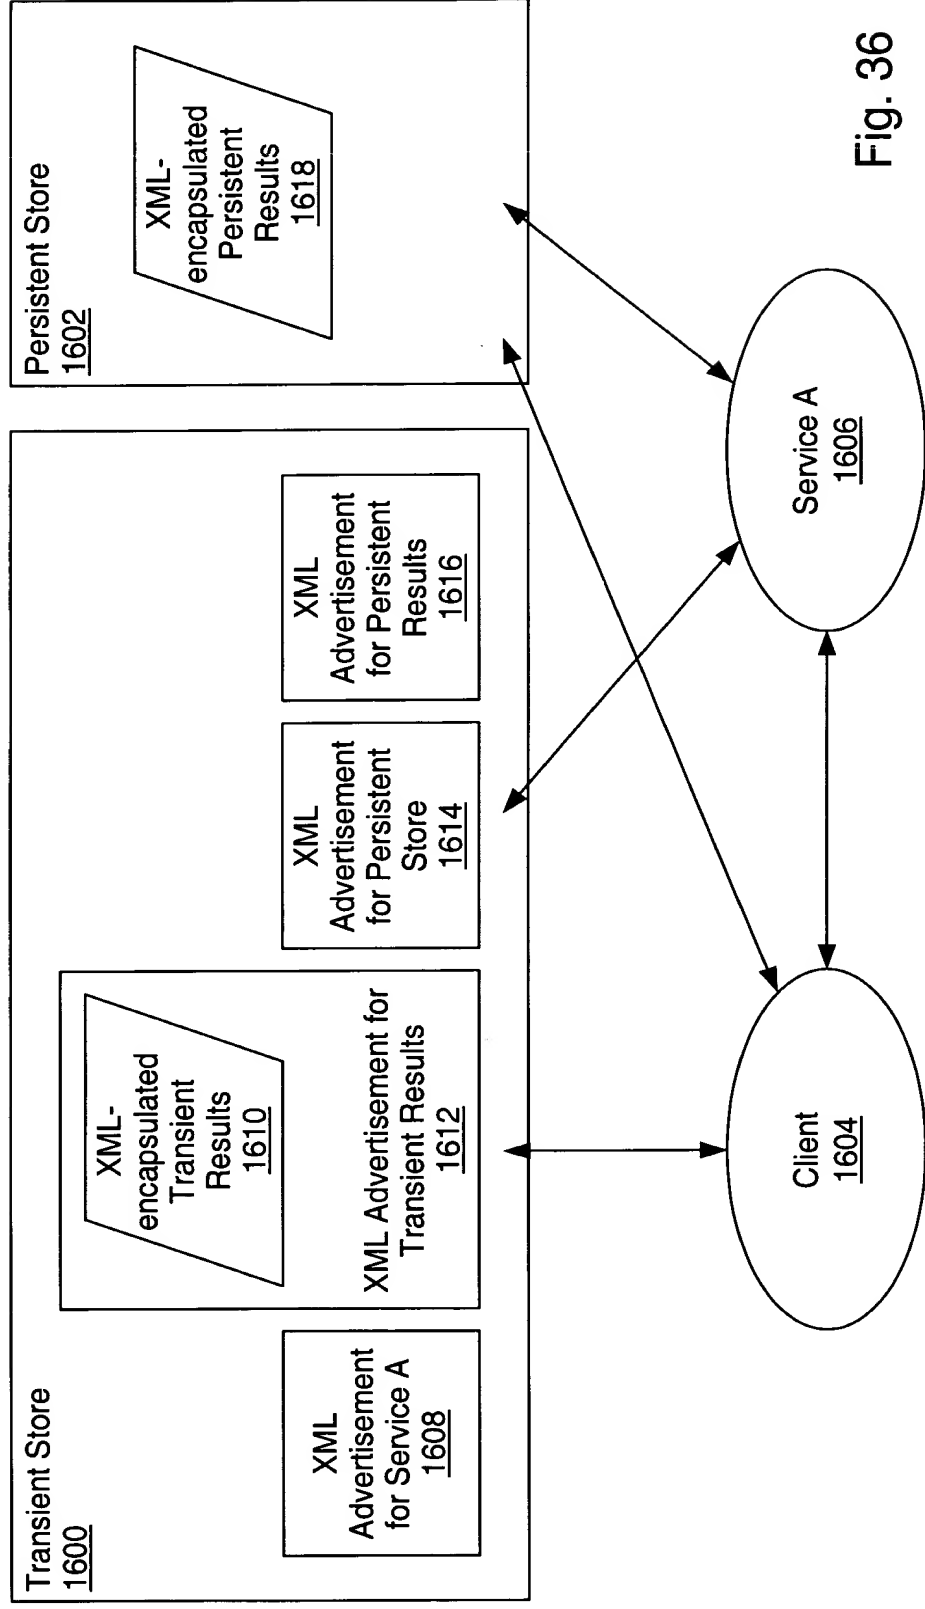 Transient Store
1600
XML
Advertisement
for Service A
1608
XML-
encapsulated
Transient
Results
1610
XML Advertisement for
Transient Results
1612
XML
Advertisement
for Persistent
Store
1614
XML
Advertisement
for Persistent
Results
1616
Persistent Store
1602
XML-
encapsulated
Persistent
Results
1618
Client
1604
Service A
1606
Fig. 36